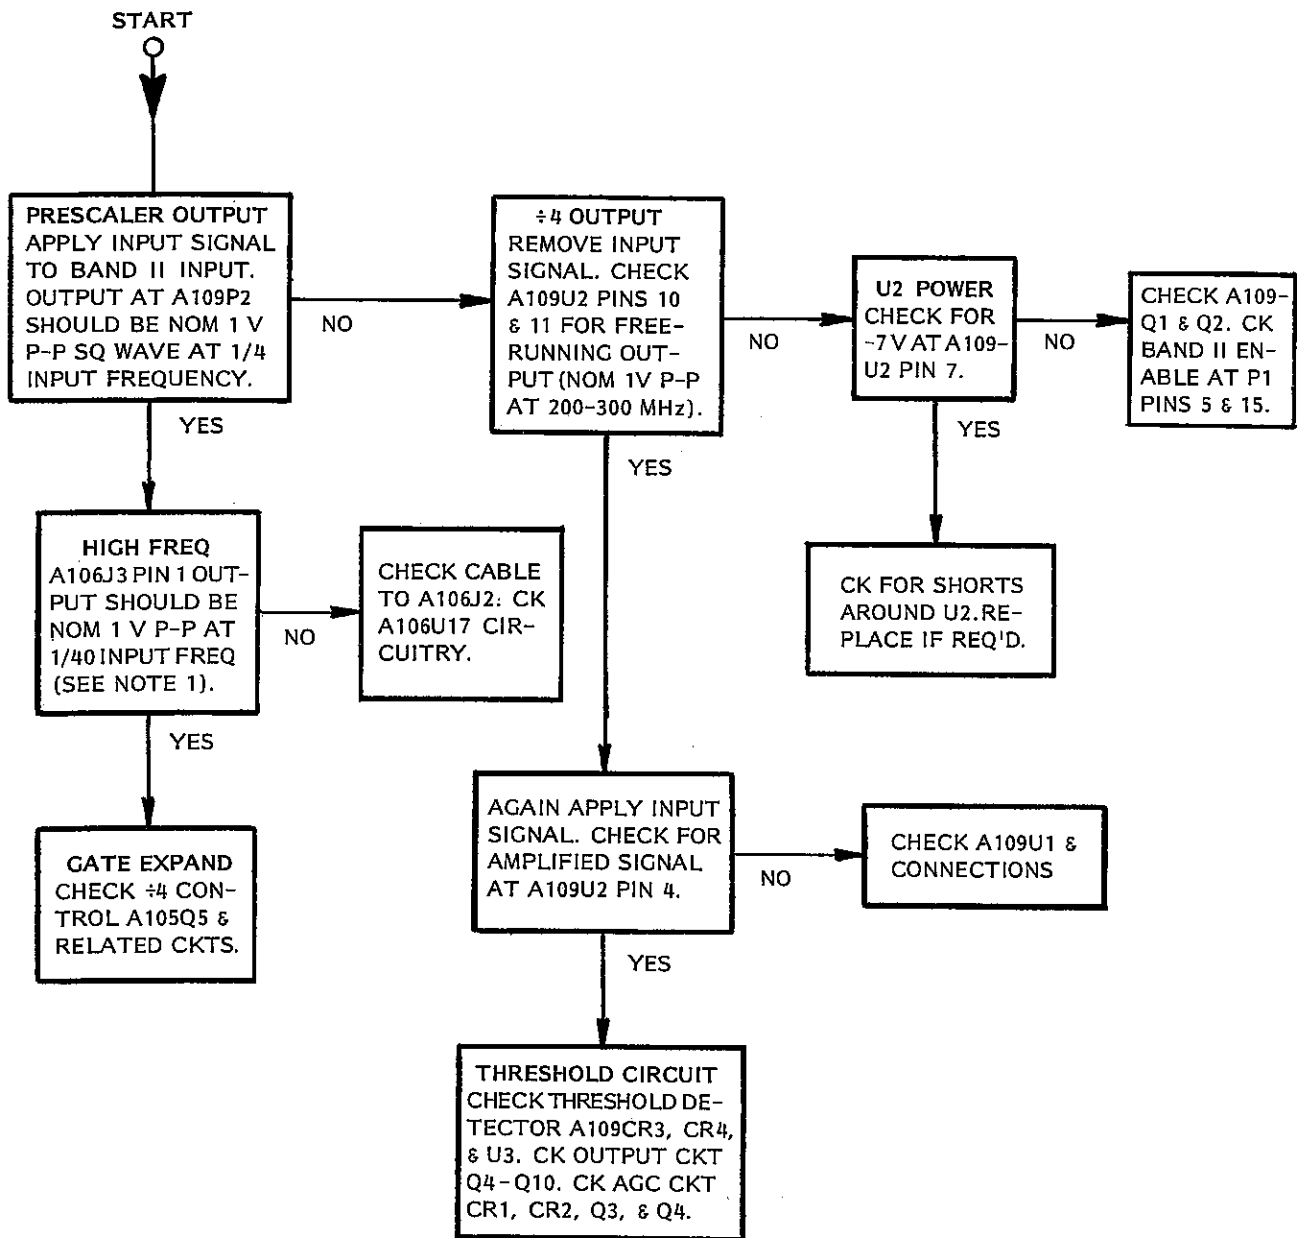 START
PRESCALER OUTPUT
APPLY INPUT SIGNAL
TO BAND II INPUT.
OUTPUT AT A109P2
SHOULD BE NOM 1 V
P-P SQ WAVE AT 1/4
INPUT FREQUENCY.
NO
YES
÷4 OUTPUT
REMOVE INPUT
SIGNAL. CHECK
A109U2 PINS 10
& 11 FOR FREE-
RUNNING OUT-
PUT (NOM 1V P-P
AT 200-300 MHz).
NO
YES
U2 POWER
CHECK FOR
-7V AT A109-
U2 PIN 7.
NO
YES
CHECK A109-
Q1 & Q2. CK
BAND II EN-
ABLE AT P1
PINS 5 & 15.
HIGH FREQ
A106J3 PIN 1 OUT-
PUT SHOULD BE
NOM 1 V P-P AT
1/40 INPUT FREQ
(SEE NOTE 1).
NO
YES
CHECK CABLE
TO A106J2: CK
A106U17 CIR-
CUITRY.
CK FOR SHORTS
AROUND U2. RE-
PLACE IF REQ'D.
GATE EXPAND
CHECK ÷4 CON-
TROL A105Q5 &
RELATED CKTS.
AGAIN APPLY INPUT
SIGNAL. CHECK FOR
AMPLIFIED SIGNAL
AT A109U2 PIN 4.
NO
YES
CHECK A109U1 &
CONNECTIONS
THRESHOLD CIRCUIT
CHECK THRESHOLD DE-
TECTOR A109CR3, CR4,
& U3. CK OUTPUT CKT
Q4-Q10. CK AGC CKT
CR1, CR2, Q3, & Q4.